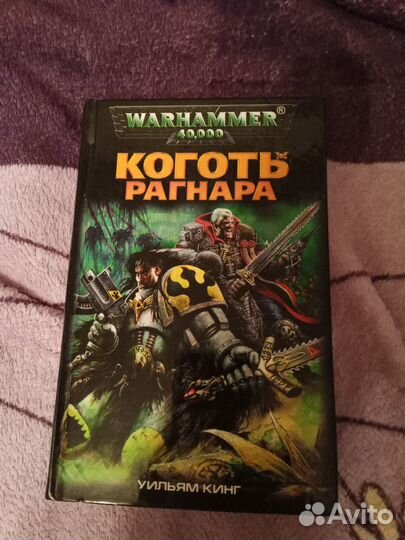 WARHAMMER®
40,000
КОГОТЬ
РАГНАРА
УИЛЬЯМ КИНГ
Avito